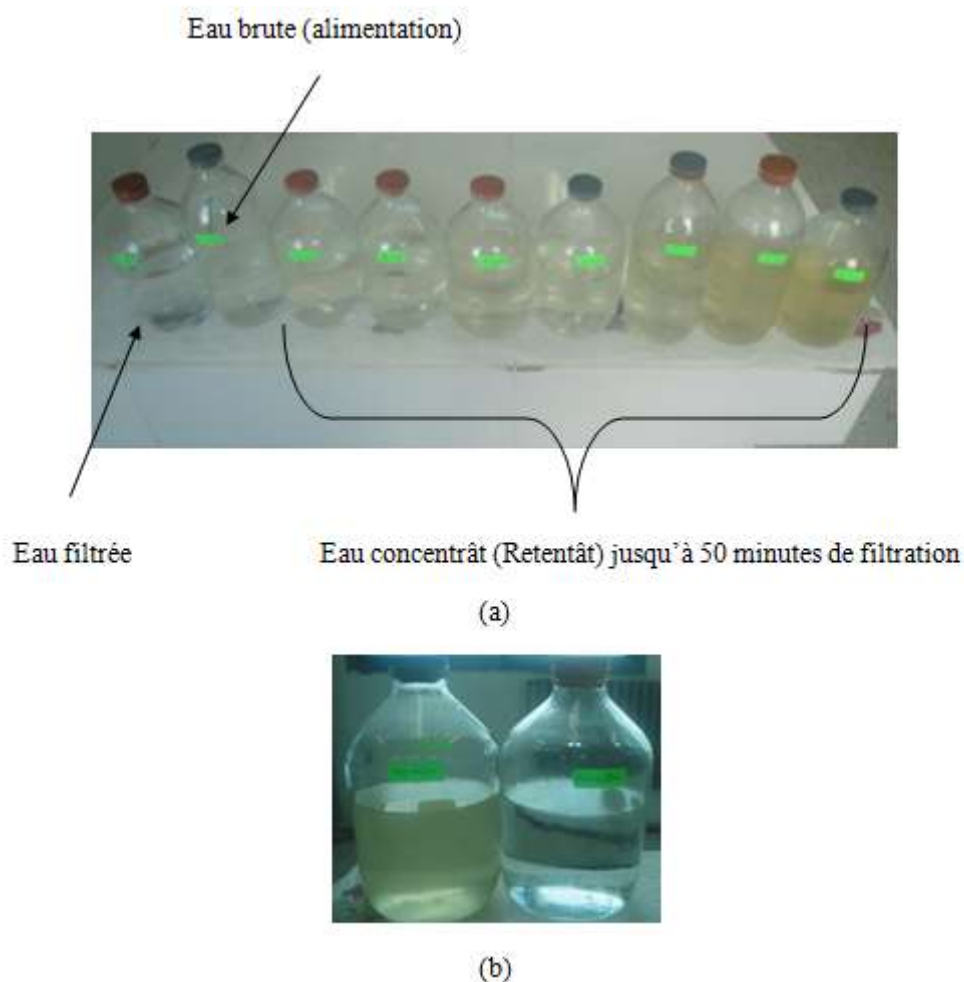 Eau brute (alimentation)
Eau filtrée
Eau concentrât (Retentât) jusqu’à 50 minutes de filtration
(a)
(b)